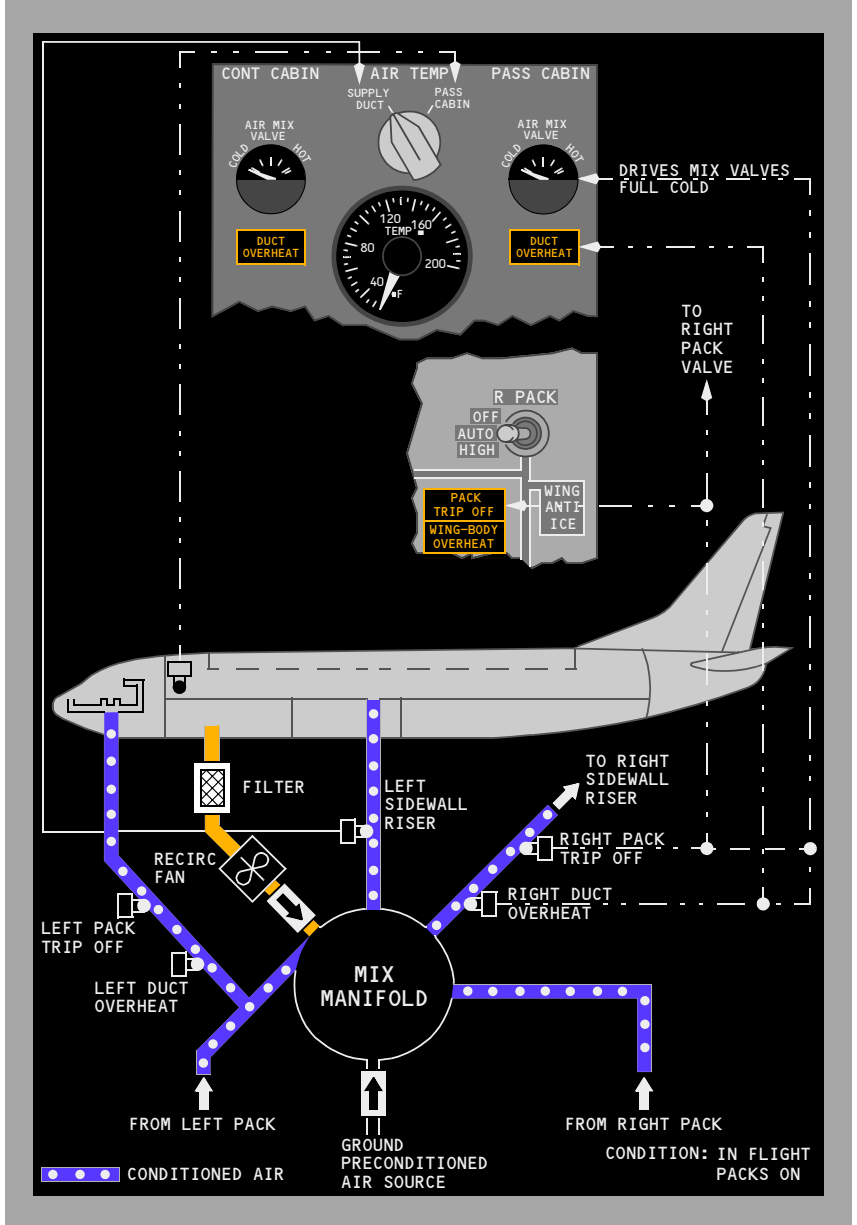 CONT CABIN
AIR TEMP
PASS CABIN
SUPPLY
DUCT
PASS
CABIN
AIR MIX
VALVE
COLD
HOT
AIR MIX
VALVE
COLD
HOT
DRIVES MIX VALVES
FULL COLD
DUCT
OVERHEAT
DUCT
OVERHEAT
120
160
TEMP
80
200
40
°F
TO
RIGHT
PACK
VALVE
R PACK
OFF
AUTO
HIGH
PACK
TRIP OFF
WING-BODY
OVERHEAT
WING
ANTI
ICE
FILTER
LEFT
SIDEWALL
RISER
TO RIGHT
SIDEWALL
RISER
RECIRC
FAN
RIGHT PACK
TRIP OFF
RIGHT DUCT
OVERHEAT
LEFT PACK
TRIP OFF
LEFT DUCT
OVERHEAT
MIX
MANIFOLD
FROM LEFT PACK
FROM RIGHT PACK
GROUND
PRECONDITIONED
AIR SOURCE
CONDITIONED AIR
CONDITION: IN FLIGHT
PACKS ON